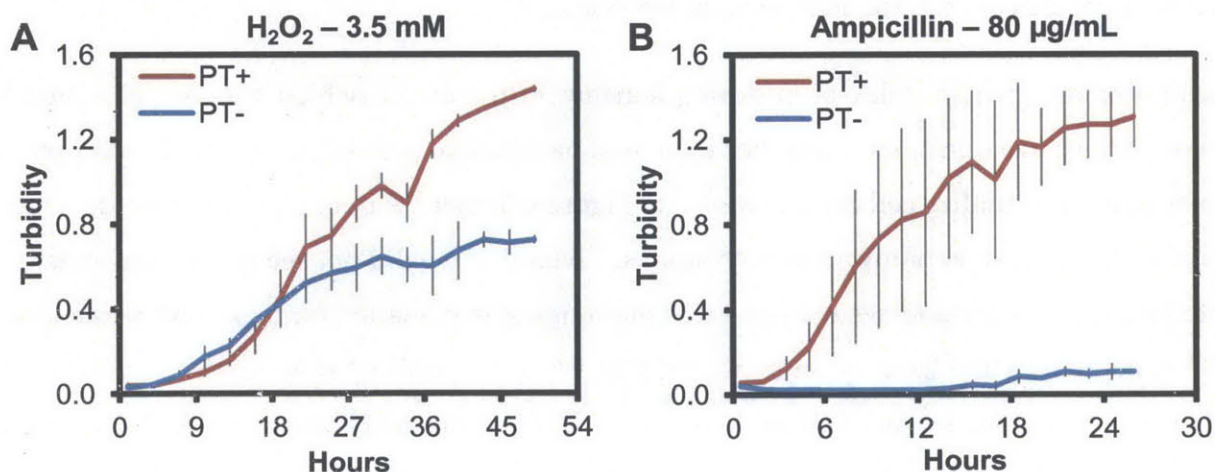 A
H₂O₂ – 3.5 mM
1.6
1.2
0.8
0.4
0.0
Turbidity
PT+
PT-
0 9 18 27 36 45 54
Hours
B
Ampicillin – 80 µg/mL
1.6
1.2
0.8
0.4
0.0
Turbidity
PT+
PT-
0 6 12 18 24 30
Hours